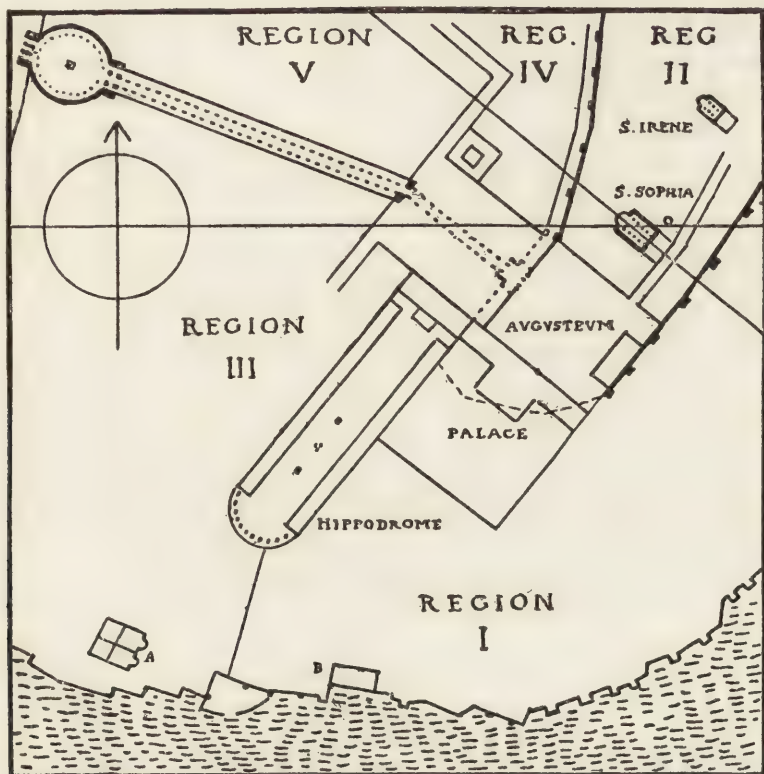 REGION
V
REG.
IV
REG
II
S. IRENE
S. SOPHIA
REGION
III
AVGVSTEVM
PALACE
HIPPODROME
REGION
I
A
B